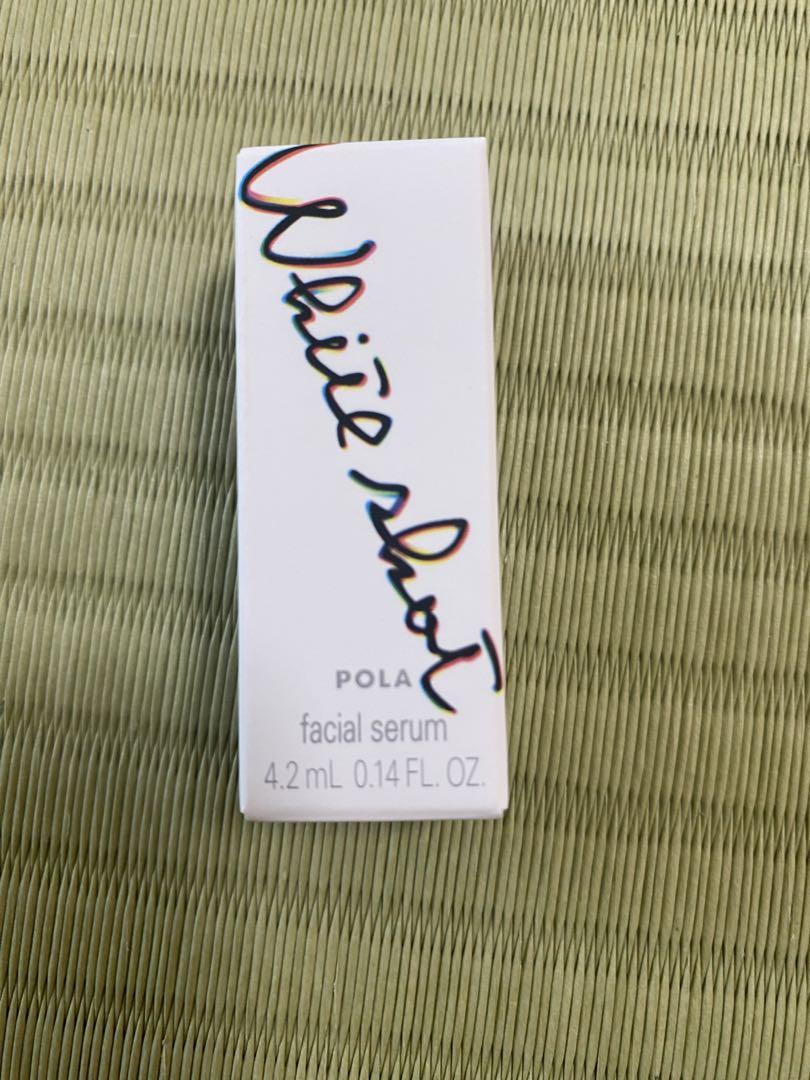 White shot
POLA
facial serum
4.2 mL 0.14 FL. OZ.